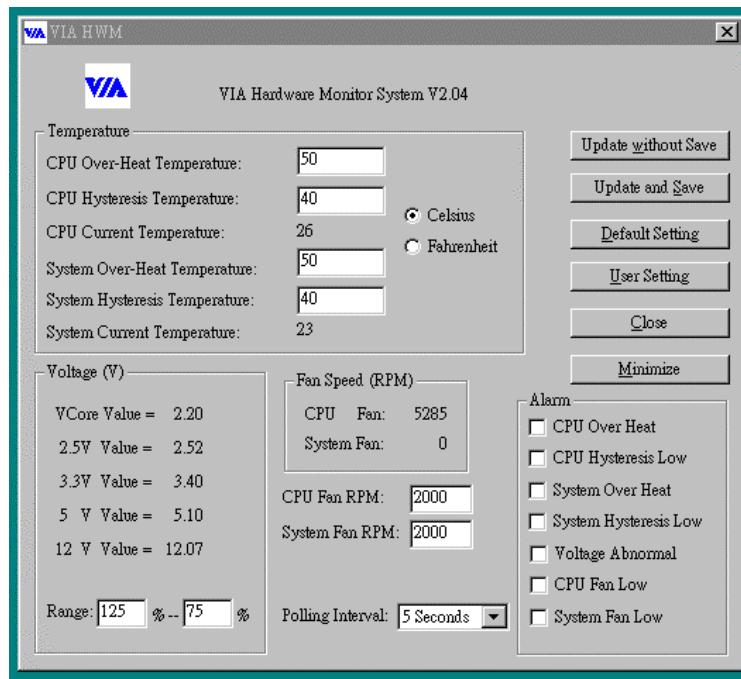 VIA VIA HWM
VIA
VIA Hardware Monitor System V2.04
Temperature
CPU Over-Heat Temperature: 50
CPU Hysteresis Temperature: 40
CPU Current Temperature: 26
System Over-Heat Temperature: 50
System Hysteresis Temperature: 40
System Current Temperature: 23
Celsius
Fahrenheit
Update without Save
Update and Save
Default Setting
User Setting
Close
Minimize
Voltage (V)
VCore Value = 2.20
2.5V Value = 2.52
3.3V Value = 3.40
5 V Value = 5.10
12 V Value = 12.07
Range: 125 % -- 75 %
Fan Speed (RPM)
CPU Fan: 5285
System Fan: 0
CPU Fan RPM: 2000
System Fan RPM: 2000
Polling Interval: 5 Seconds
Alarm
CPU Over Heat
CPU Hysteresis Low
System Over Heat
System Hysteresis Low
Voltage Abnormal
CPU Fan Low
System Fan Low